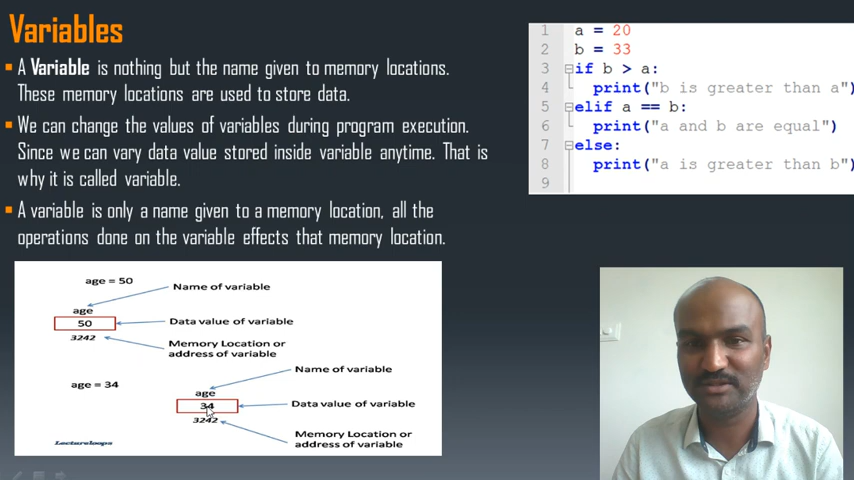 Variables
A Variable is nothing but the name given to memory locations.
These memory locations are used to store data.
We can change the values of variables during program execution.
Since we can vary data value stored inside variable anytime. That is
why it is called variable.
A variable is only a name given to a memory location, all the
operations done on the variable effects that memory location.
1 a = 20
2 b = 33
3 if b > a:
4 print("b is greater than a")
5 elif a == b:
6 print("a and b are equal")
7 else:
8 print("a is greater than b")
9
age = 50
Name of variable
age
50
Data value of variable
3242
Memory Location or
address of variable
age = 34
Name of variable
age
34
Data value of variable
3242
Memory Location or
address of variable
Lectureloops